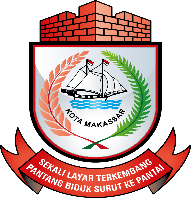 KOTA MAKASSAR
SEKALI LAYAR TERKEMBANG
PANTANG BIDUK SURUT KE PANTAI